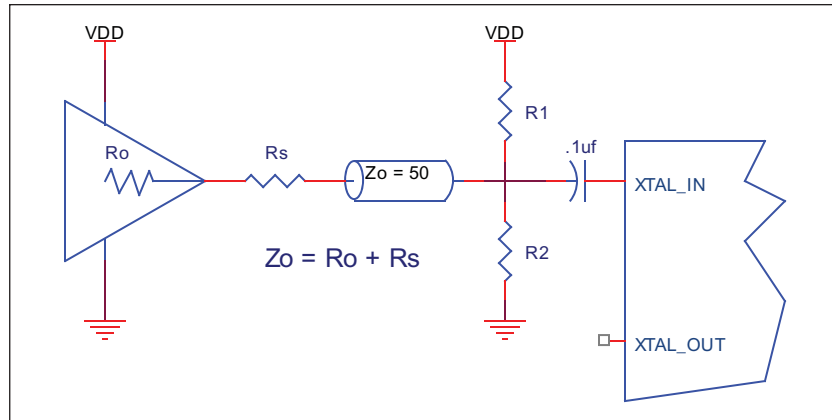 VDD
VDD
R1
Ro
Rs
.1uf
Zo = 50
XTAL_IN
Zo = Ro + Rs
R2
XTAL_OUT